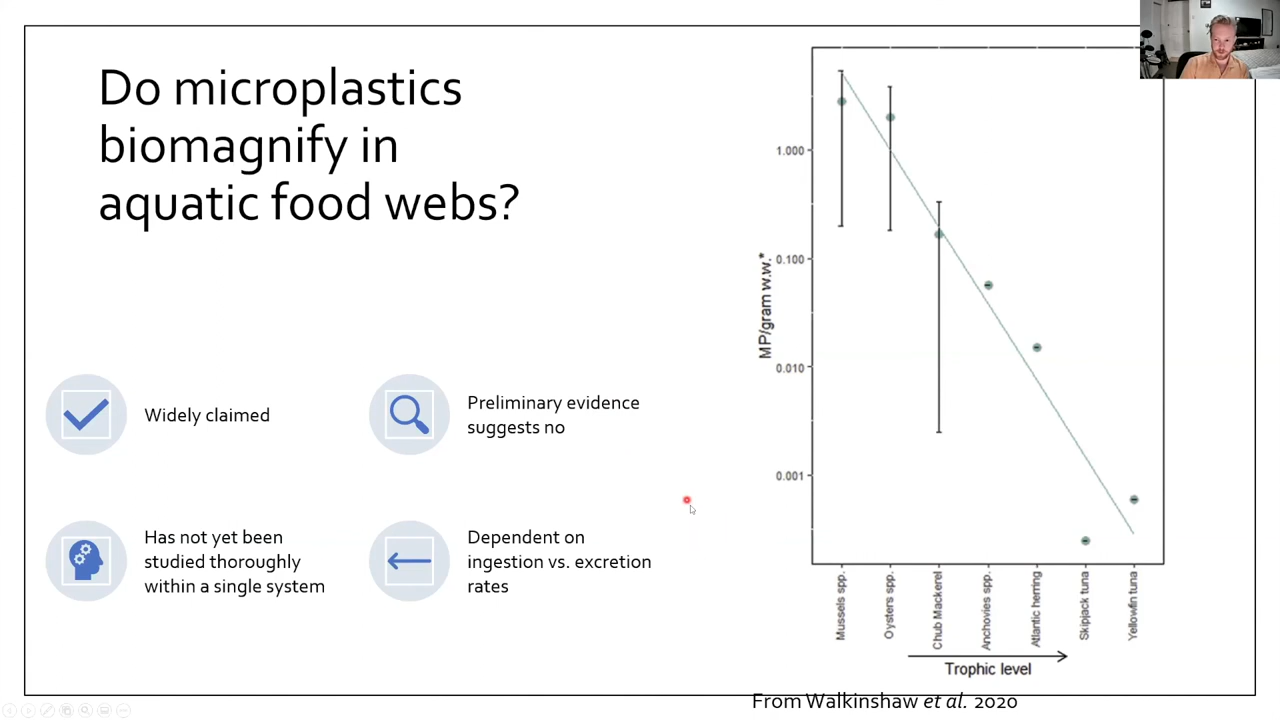 Do microplastics
biomagnify in
aquatic food webs?
Widely claimed
Preliminary evidence
suggests no
Has not yet been
studied thoroughly
within a single system
Dependent on
ingestion vs. excretion
rates
MP/gram w.w.*
1.000
0.100
0.010
0.001
Mussels spp.
Oysters spp.
Chub Mackerel
Anchovies spp.
Atlantic herring
Skipjack tuna
Yellowfin tuna
Trophic level
From Walkinshaw et al. 2020